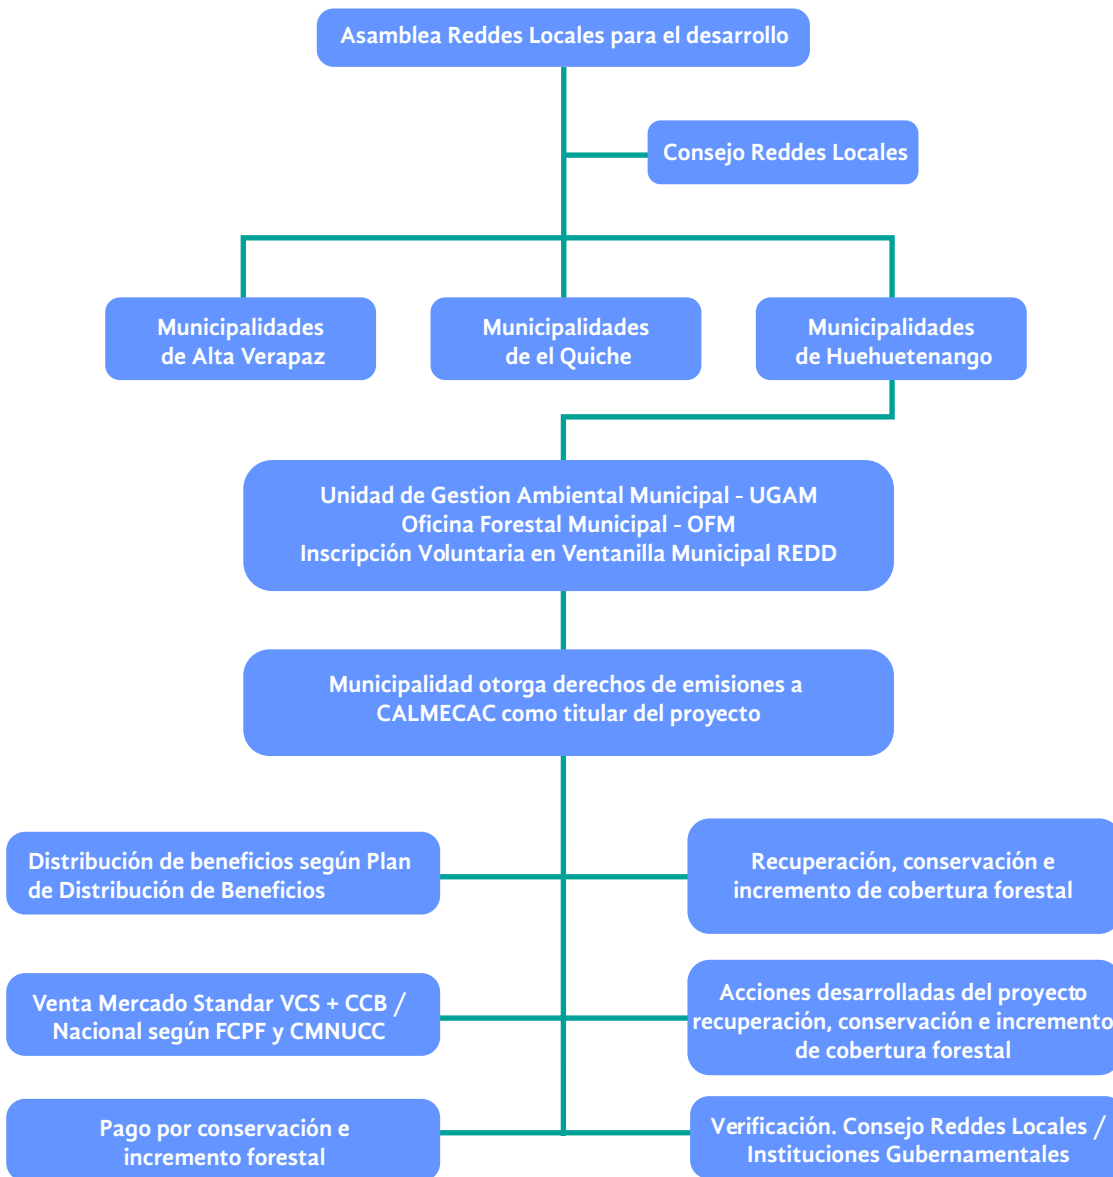 Asamblea Reddes Locales para el desarrollo
Consejo Reddes Locales
Municipalidades
de Alta Verapaz
Municipalidades
de el Quiche
Municipalidades
de Huehuetenango
Unidad de Gestion Ambiental Municipal - UGAM
Oficina Forestal Municipal - OFM
Inscripción Voluntaria en Ventanilla Municipal REDD
Municipalidad otorga derechos de emisiones a
CALMECAC como titular del proyecto
Distribución de beneficios según Plan
de Distribución de Beneficios
Recuperación, conservación e
incremento de cobertura forestal
Venta Mercado Standar VCS + CCB /
Nacional según FCPF y CMNUCC
Acciones desarrolladas del proyecto
recuperación, conservación e incremento
de cobertura forestal
Pago por conservación e
incremento forestal
Verificación. Consejo Reddes Locales /
Instituciones Gubernamentales